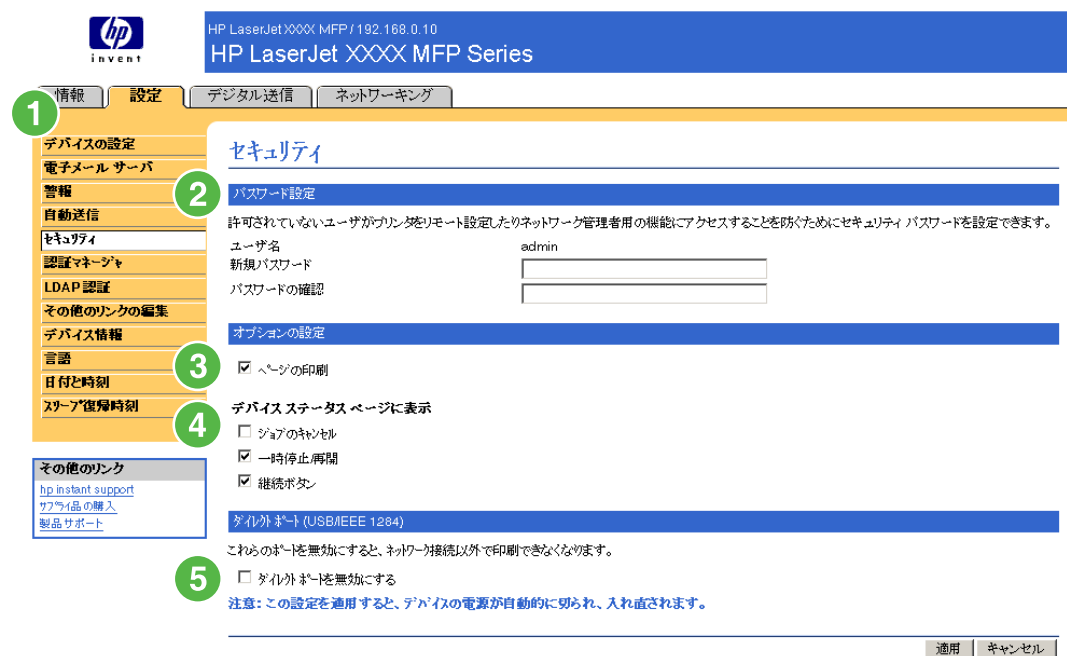 hp
invent
HP LaserJet XXXX MFP / 192.168.0.10
HP LaserJet XXXX MFP Series
情報
設定
デジタル送信
ネットワーキング
1
デバイスの設定
電子メール サーバ
警報
自動送信
セキュリティ
認証マネージャ
LDAP 認証
その他のリンクの編集
デバイス情報
言語
日付と時刻
スリープ復帰時刻
その他のリンク
hp instant support
サプライ品の購入
製品サポート
セキュリティ
2
パスワード設定
許可されていないユーザがプリンタをリモート設定したりネットワーク管理者用の機能にアクセスすることを防ぐためにセキュリティ パスワードを設定できます。
ユーザ名 admin
新規パスワード
パスワードの確認
オプションの設定
3
ページの印刷
デバイス ステータス ページに表示
4
ジョブのキャンセル
一時停止/再開
継続ボタン
ダイレクト ポート (USB/IEEE 1284)
これらのポートを無効にすると、ネットワーク接続以外で印刷できなくなります。
5
ダイレクト ポートを無効にする
注意: この設定を適用すると、デバイスの電源が自動的に切られ、入れ直されます。
適用
キャンセル